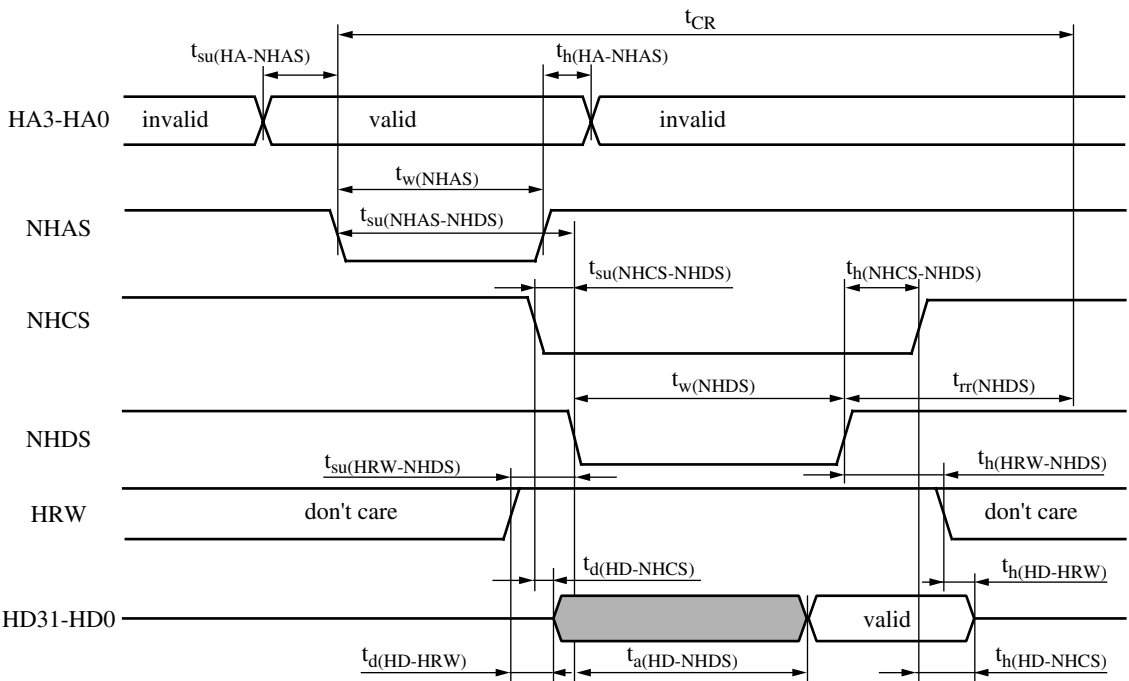 t_CR
t_su(HA-NHAS)
t_h(HA-NHAS)
HA3-HA0
invalid
valid
invalid
t_w(NHAS)
NHAS
t_su(NHAS-NHDS)
t_su(NHCS-NHDS)
t_h(NHCS-NHDS)
NHCS
t_w(NHDS)
t_rr(NHDS)
NHDS
t_su(HRW-NHDS)
t_h(HRW-NHDS)
HRW
don't care
don't care
t_d(HD-NHCS)
t_h(HD-HRW)
HD31-HD0
valid
t_d(HD-HRW)
t_a(HD-NHDS)
t_h(HD-NHCS)